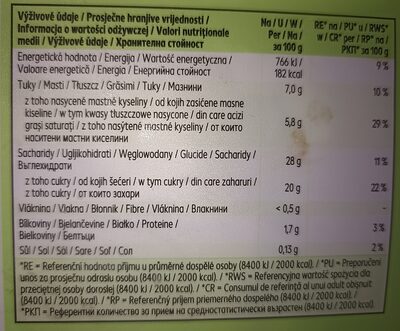 Výživové údaje / Prosječne hranjive vrijednosti /
Informacja o wartości odżywczej / Valori nutriționale
medii / Výživové údaje / Хранителна стойност
Na / U / W /
Per / Na /
за 100 g
RE* na / PU* u / RWS*
w / CR* per / RP* na /
РКП* за 100 g
Energetická hodnota / Energija / Wartość energetyczna /
Valoare energetică / Energia / Енергийна стойност
766 kJ /
182 kcal
9 %
Tuky / Masti / Tłuszcz / Grăsimi / Tuky / Мазнини
7,0 g
10 %
z toho nasycené mastné kyseliny / od kojih zasićene masne
kiseline / w tym kwasy tłuszczowe nasycone / din care acizi
grași saturați / z toho nasýtené mastné kyseliny / от които
наситени мастни киселини
5,8 g
29 %
Sacharidy / Ugljikohidrati / Węglowodany / Glucide / Sacharidy /
Въглехидрати
28 g
11 %
z toho cukry / od kojih šećeri / w tym cukry / din care zaharuri /
z toho cukry / от които захари
20 g
22 %
Vláknina / Vlakna / Błonnik / Fibre / Vláknina / Влакнини
< 0,5 g
-
Bílkoviny / Bjelančevine / Białko / Proteine /
Bielkoviny / Белтъци
1,7 g
3 %
Sůl / Sol / Sól / Sare / Soľ / Сол
0,13 g
2 %
*RE = Referenční hodnota příjmu u průměrné dospělé osoby (8400 kJ / 2000 kcal). / *PU = Preporučeni
unos za prosječnu odraslu osobu (8400 kJ / 2000 kcal). / *RWS = Referencyjna wartość spożycia dla
przeciętnej osoby dorosłej (8400 kJ / 2000 kcal). / *CR = Consumul de referință al unui adult obișnuit
(8400 kJ / 2000 kcal). / *RP = Referenčný príjem priemerného dospelého (8400 kJ / 2000 kcal). /
*РКП = Референтни количества за прием на средностатистически възрастен (8400 kJ / 2000 kcal).